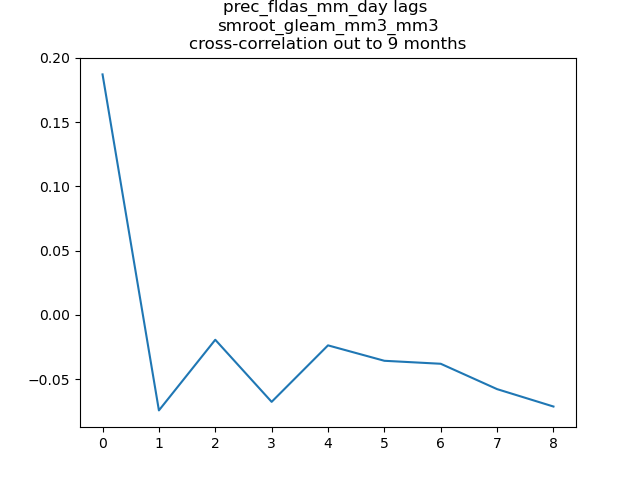 prec_fldas_mm_day lags
smroot_gleam_mm3_mm3
cross-correlation out to 9 months
0.20
0.15
0.10
0.05
0.00
−0.05
0 1 2 3 4 5 6 7 8